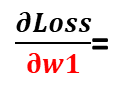 ∂Loss
∂w1 =